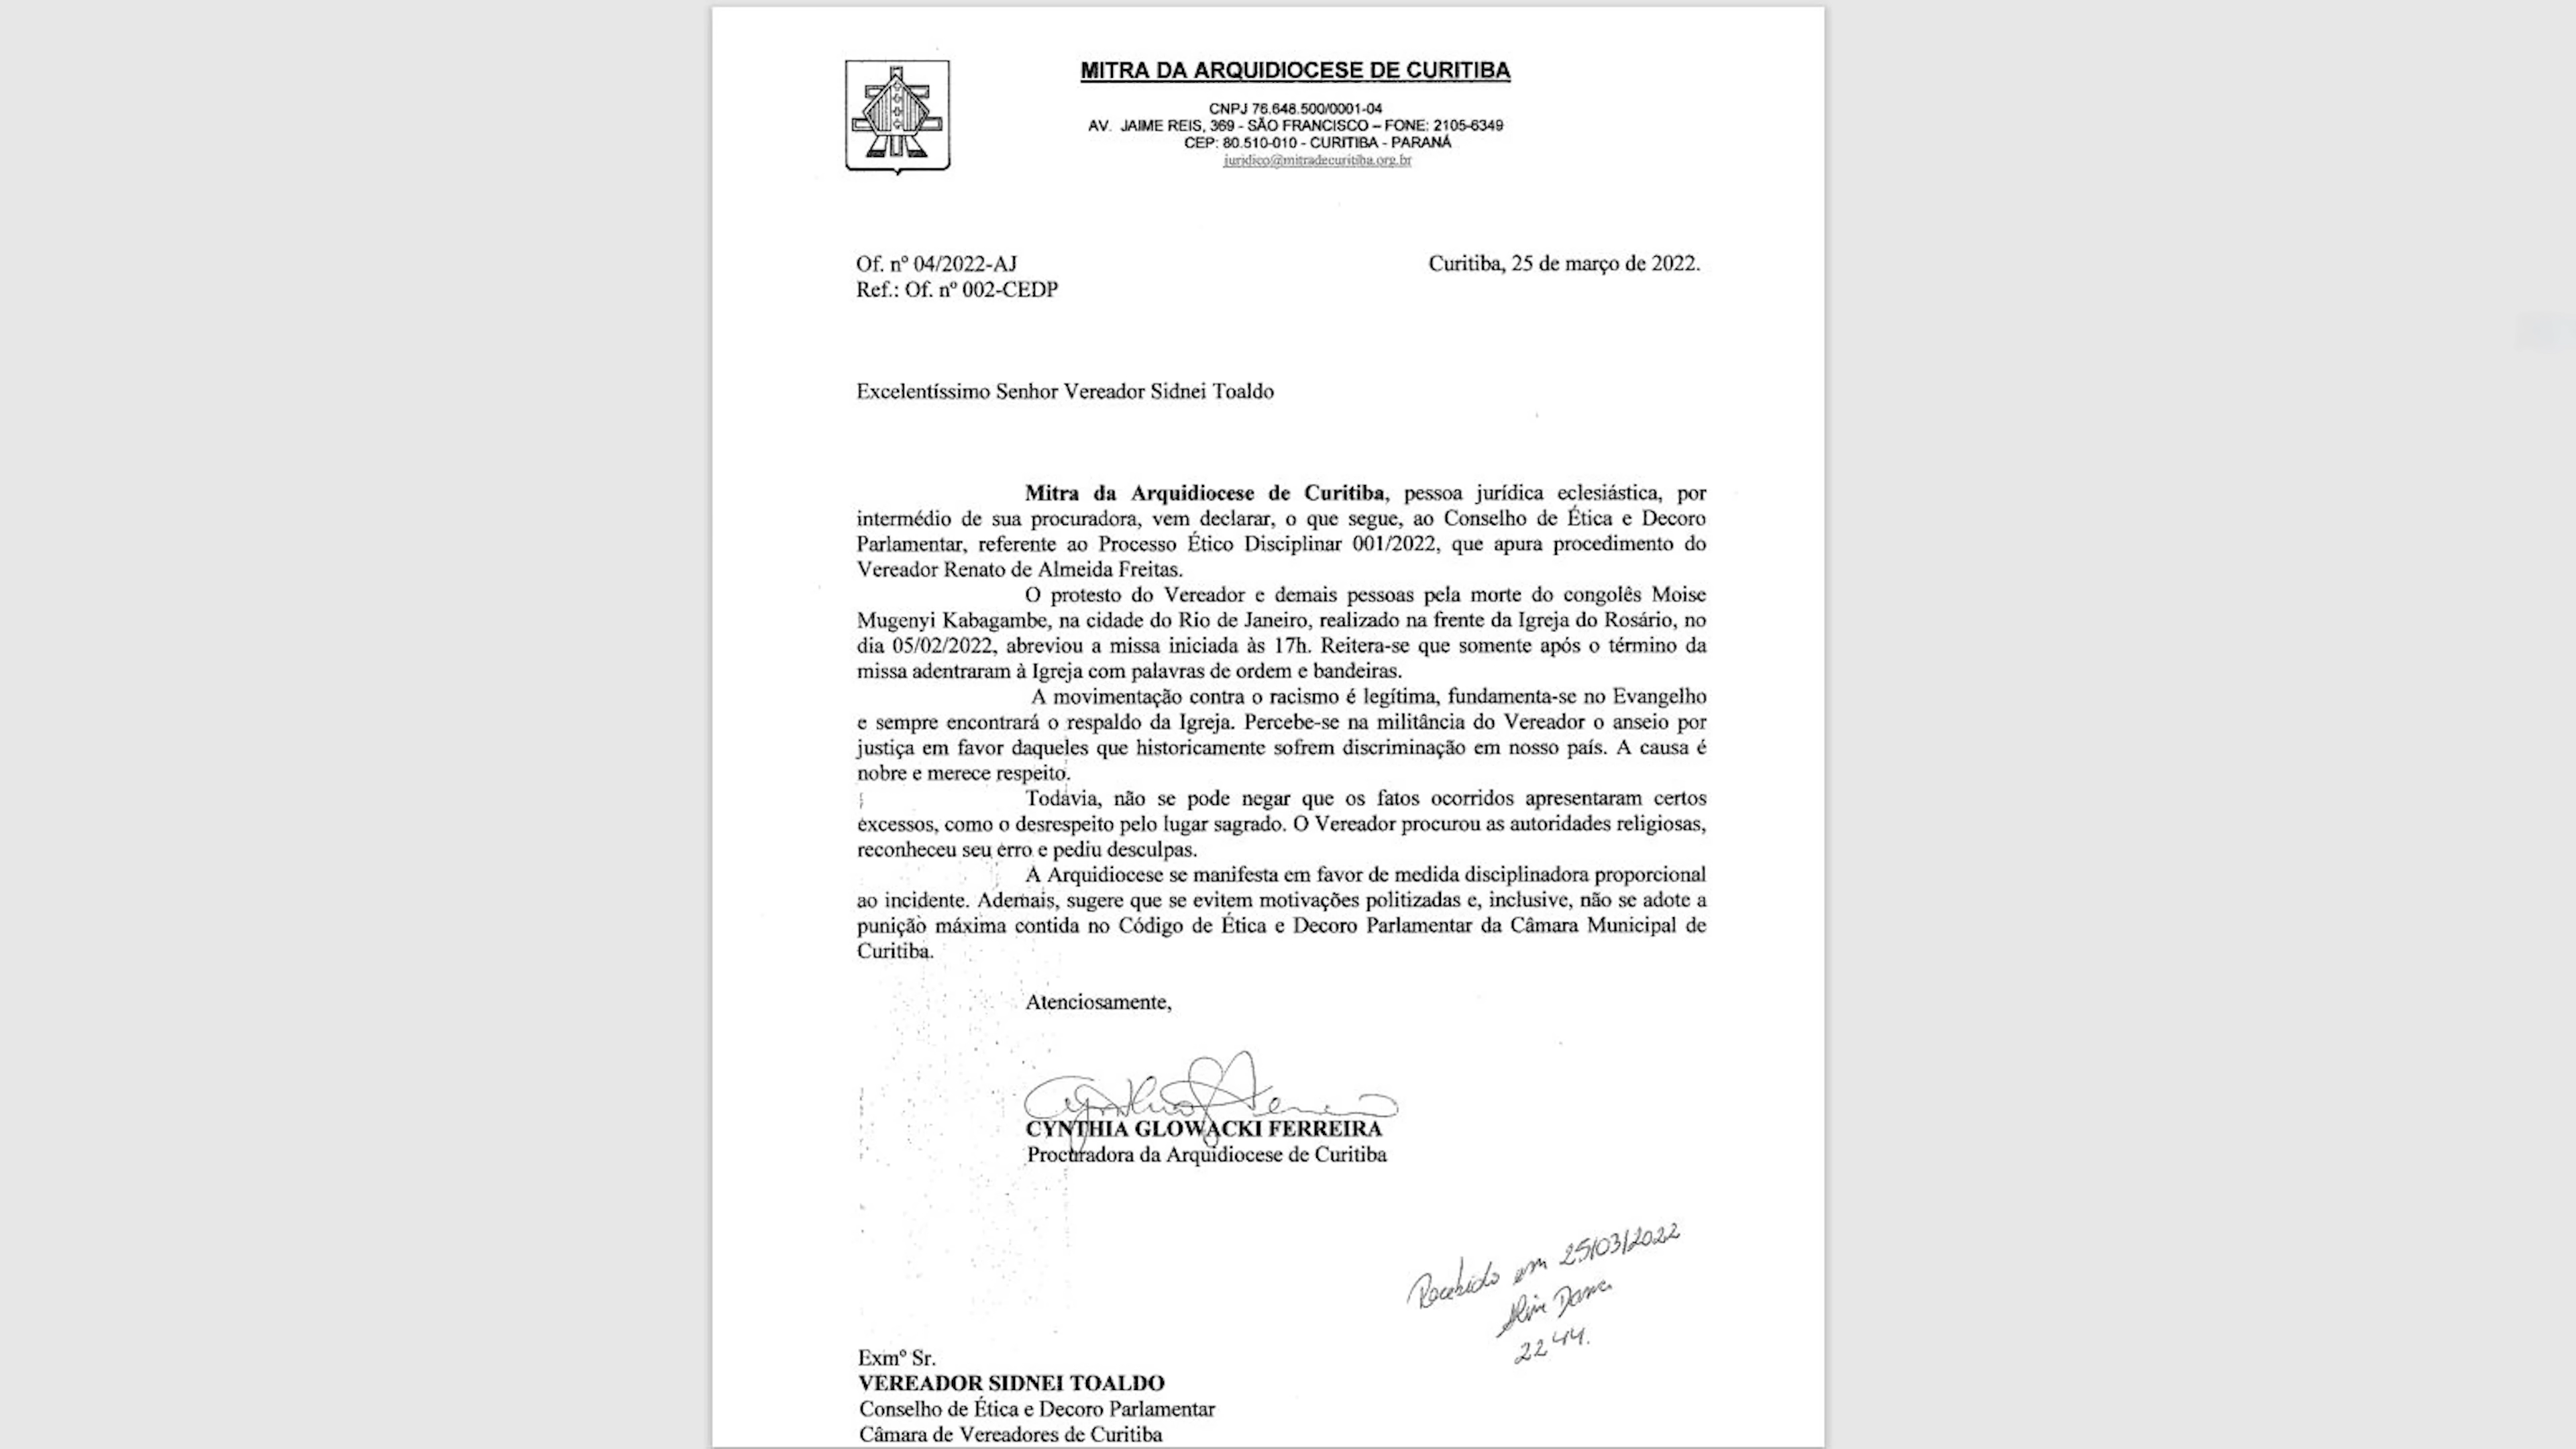 MITRA DA ARQUIDIOCESE DE CURITIBA
CNPJ 76.648.500/0001-04
AV. JAIME REIS, 369 - SÃO FRANCISCO – FONE: 2105-6349
CEP: 80.510-010 - CURITIBA - PARANÁ
juridico@mitradecuritiba.org.br
Of. nº 04/2022-AJ
Curitiba, 25 de março de 2022.
Ref.: Of. nº 002-CEDP
Excelentíssimo Senhor Vereador Sidnei Toaldo
Mitra da Arquidiocese de Curitiba, pessoa jurídica eclesiástica, por
intermédio de sua procuradora, vem declarar, o que segue, ao Conselho de Ética e Decoro
Parlamentar, referente ao Processo Ético Disciplinar 001/2022, que apura procedimento do
Vereador Renato de Almeida Freitas.
O protesto do Vereador e demais pessoas pela morte do congolês Moise
Mugenyi Kabagambe, na cidade do Rio de Janeiro, realizado na frente da Igreja do Rosário, no
dia 05/02/2022, abreviou a missa iniciada às 17h. Reitera-se que somente após o término da
missa adentraram à Igreja com palavras de ordem e bandeiras.
A movimentação contra o racismo é legítima, fundamenta-se no Evangelho
e sempre encontrará o respaldo da Igreja. Percebe-se na militância do Vereador o anseio por
justiça em favor daqueles que historicamente sofrem discriminação em nosso país. A causa é
nobre e merece respeito.
Todavia, não se pode negar que os fatos ocorridos apresentaram certos
excessos, como o desrespeito pelo lugar sagrado. O Vereador procurou as autoridades religiosas,
reconheceu seu erro e pediu desculpas.
A Arquidiocese se manifesta em favor de medida disciplinadora proporcional
ao incidente. Ademais, sugere que se evitem motivações politizadas e, inclusive, não se adote a
punição máxima contida no Código de Ética e Decoro Parlamentar da Câmara Municipal de
Curitiba.
Atenciosamente,
CYNTHIA GLOWACKI FERREIRA
Procuradora da Arquidiocese de Curitiba
Recebido em 25/03/2022
2244.
Exmº Sr.
VEREADOR SIDNEI TOALDO
Conselho de Ética e Decoro Parlamentar
Câmara de Vereadores de Curitiba